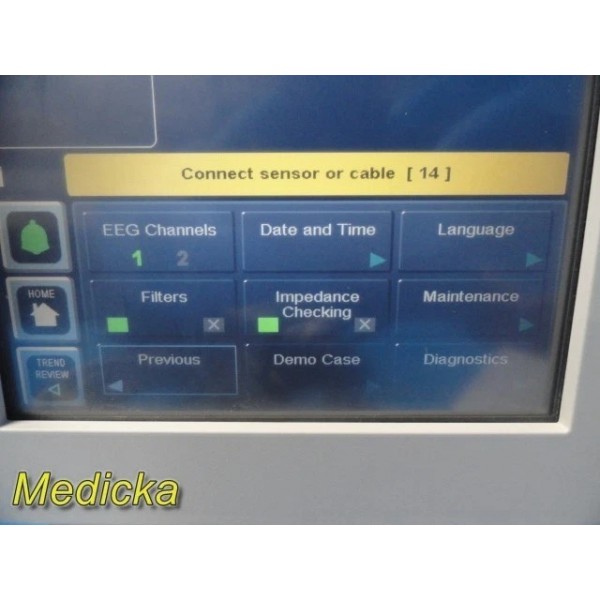 Connect sensor or cable [ 14 ]
EEG Channels
1 2
Date and Time
Language
HOME
Filters
Impedance
Checking
Maintenance
TREND
REVIEW
Previous
Demo Case
Diagnostics
Medicka